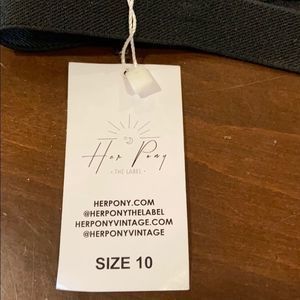 Her Pony
• THE LABEL •
HERPONY.COM
@HERPONYTHELABEL
HERPONYVINTAGE.COM
@HERPONYVINTAGE
SIZE 10